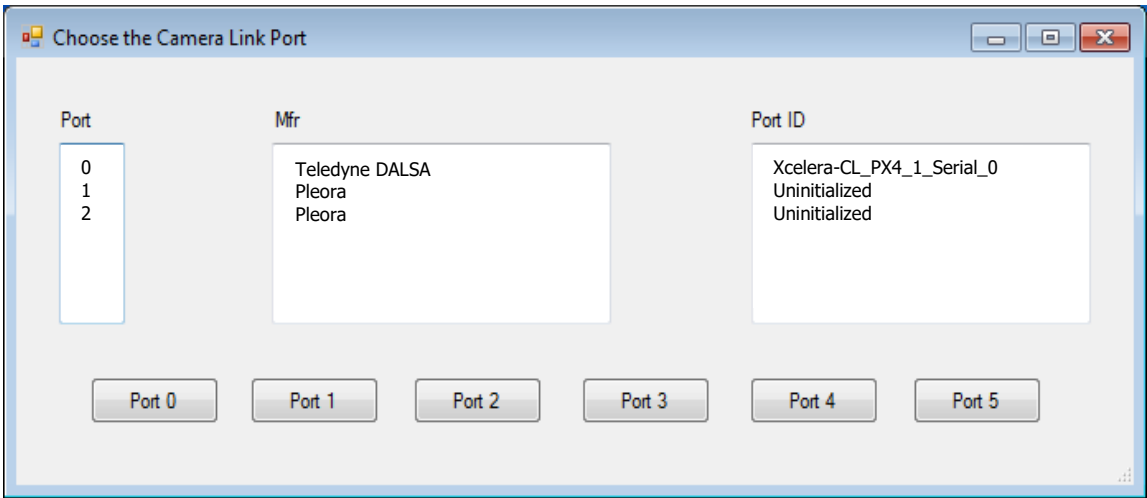 Choose the Camera Link Port
Port Mfr Port ID
0 Teledyne DALSA Xcelera-CL_PX4_1_Serial_0
1 Pleora Uninitialized
2 Pleora Uninitialized
Port 0 Port 1 Port 2 Port 3 Port 4 Port 5